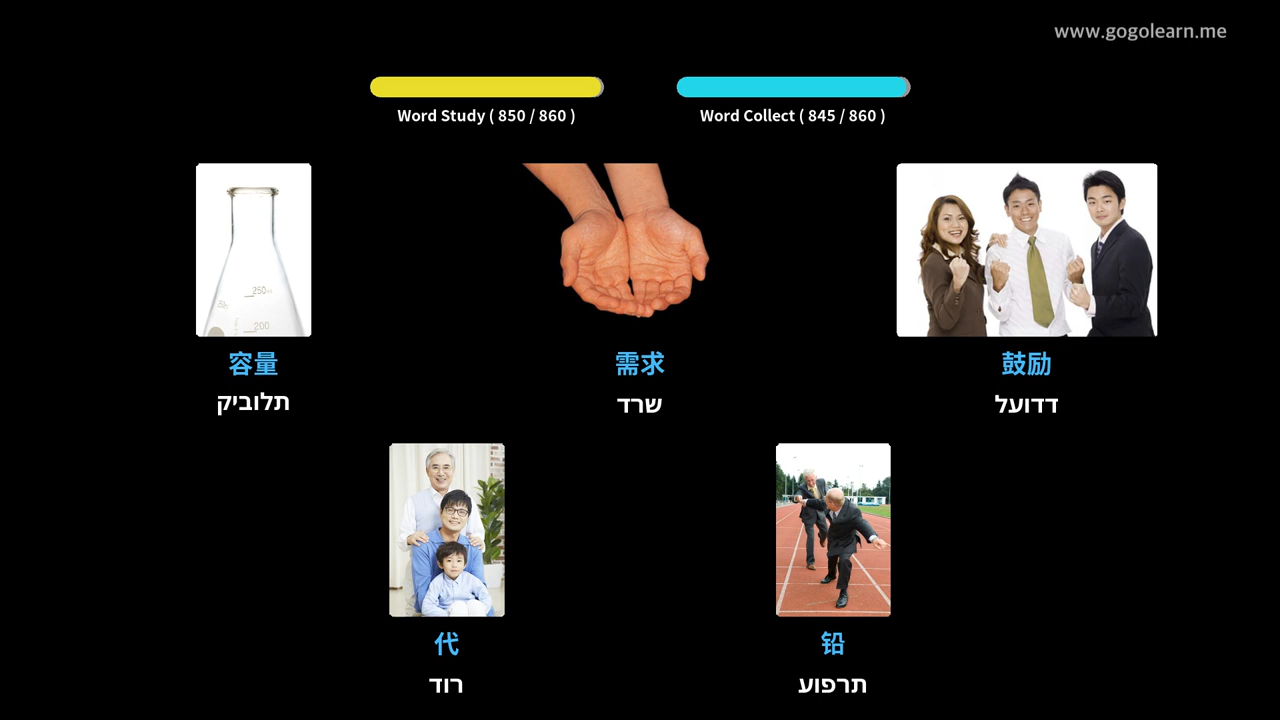 www.gogolearn.me
Word Study ( 850 / 860 )
Word Collect ( 845 / 860 )
容量
תלוביק
需求
שרד
鼓励
דדועל
代
רוד
铅
תרפוע